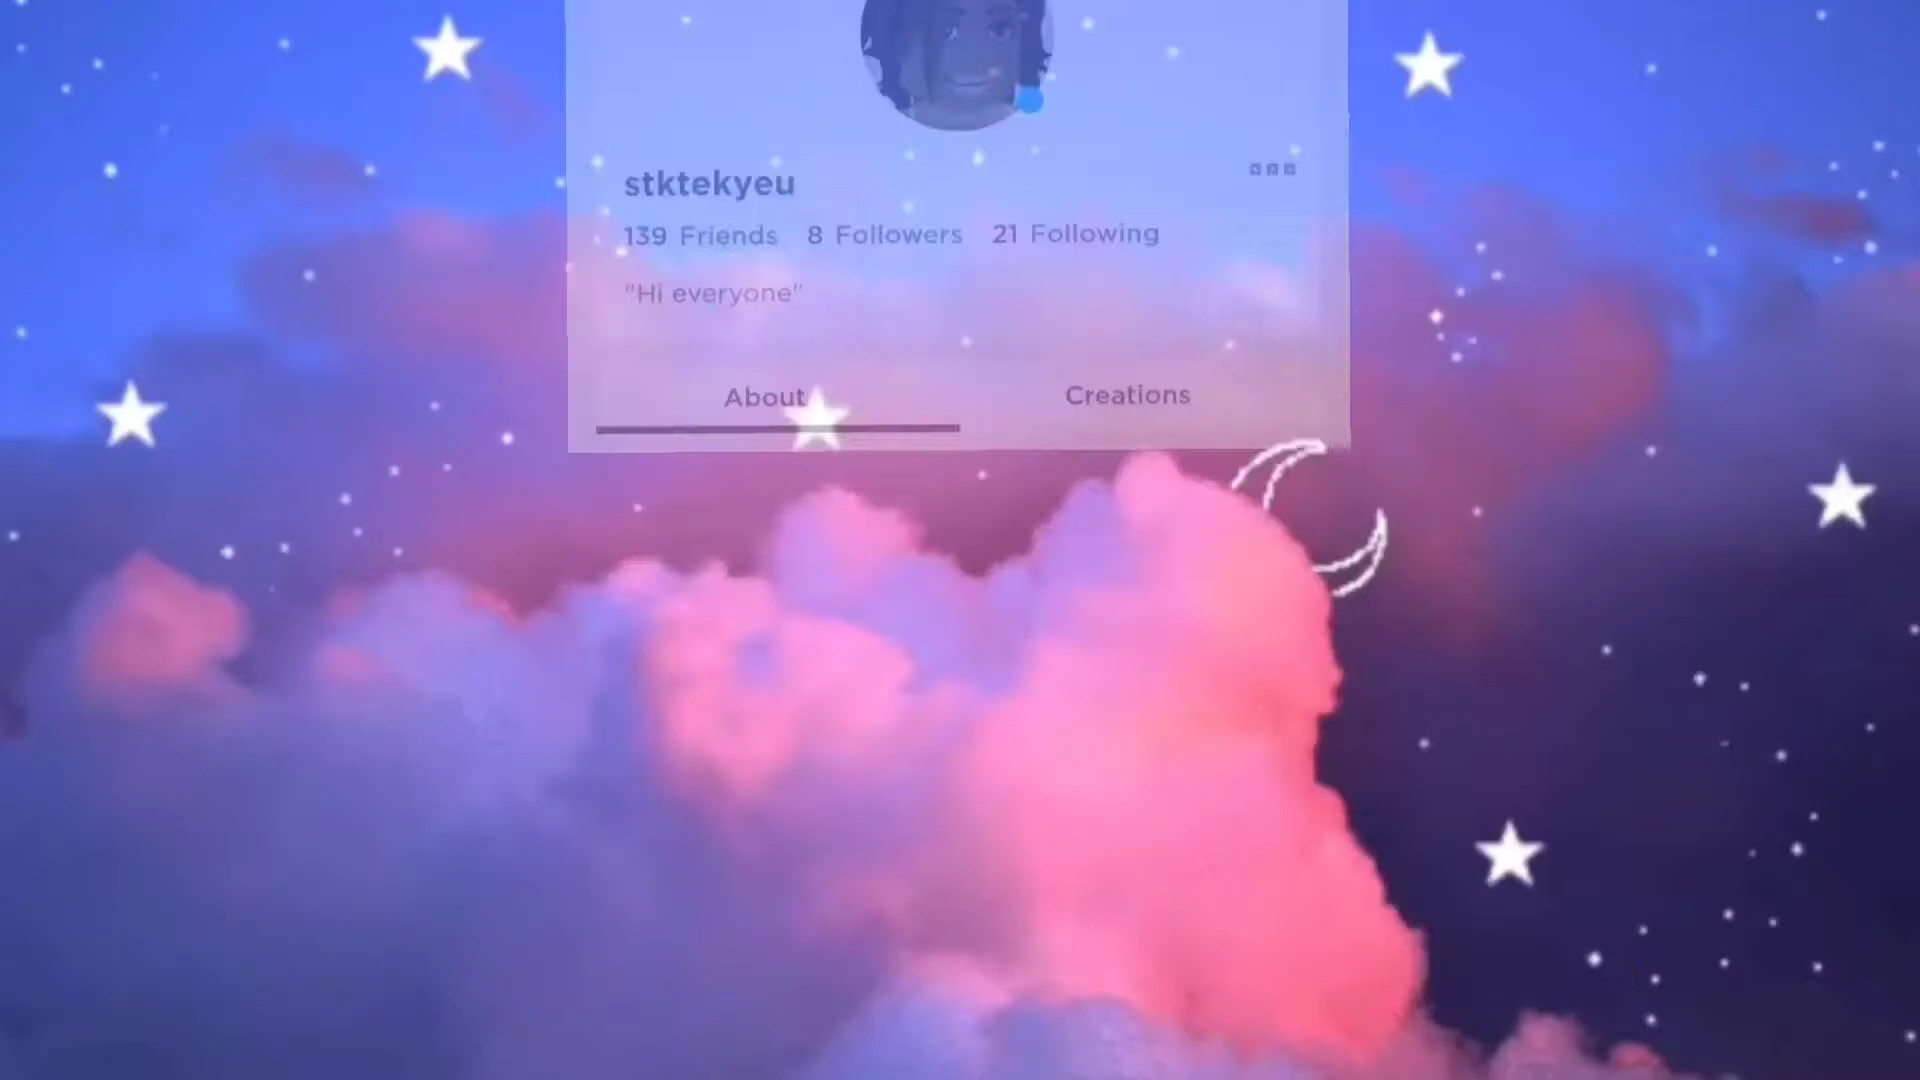 stktekyeu
139 Friends 8 Followers 21 Following
"Hi everyone"
About Creations